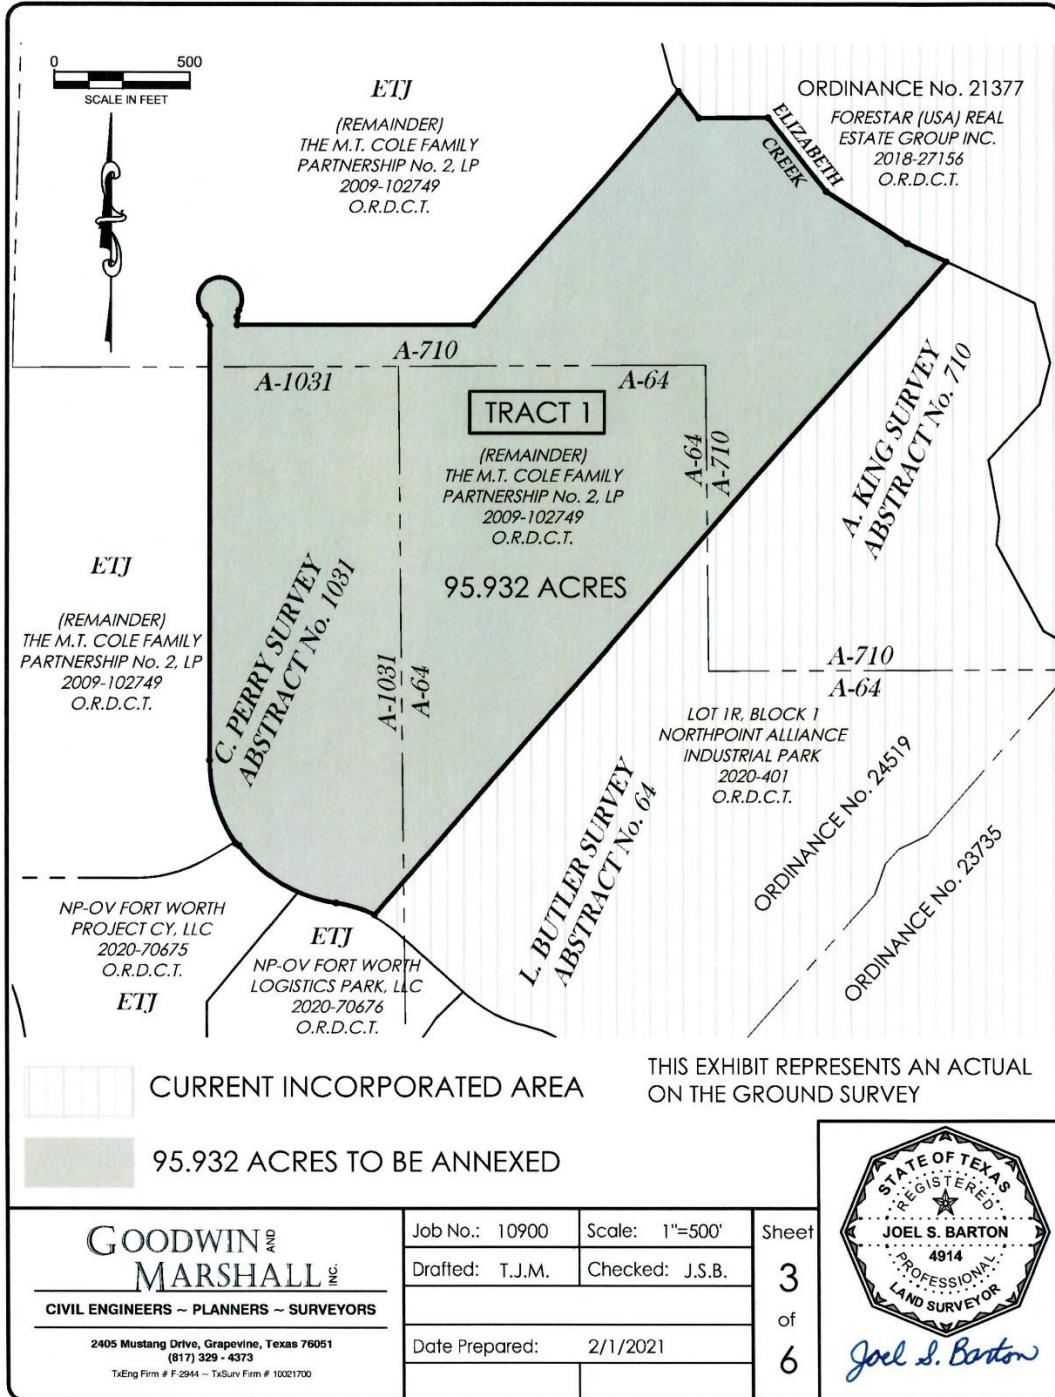 0 500
SCALE IN FEET
ETJ
(REMAINDER)
THE M.T. COLE FAMILY
PARTNERSHIP No. 2, LP
2009-102749
O.R.D.C.T.
ORDINANCE No. 21377
FORESTAR (USA) REAL
ESTATE GROUP INC.
2018-27156
O.R.D.C.T.
ELIZABETH
CREEK
A-710
A-1031
A-64
TRACT 1
(REMAINDER)
THE M.T. COLE FAMILY
PARTNERSHIP No. 2, LP
2009-102749
O.R.D.C.T.
95.932 ACRES
A-64
A-710
A. KING SURVEY
ABSTRACT No. 710
ETJ
(REMAINDER)
THE M.T. COLE FAMILY
PARTNERSHIP No. 2, LP
2009-102749
O.R.D.C.T.
C. PERRY SURVEY
ABSTRACT No. 1031
A-1031
A-64
A-710
A-64
LOT 1R, BLOCK 1
NORTHPOINT ALLIANCE
INDUSTRIAL PARK
2020-401
O.R.D.C.T.
L. BUTLER SURVEY
ABSTRACT No. 64
ORDINANCE No. 24519
ORDINANCE No. 23735
NP-OV FORT WORTH
PROJECT CY, LLC
2020-70675
O.R.D.C.T.
ETJ
ETJ
NP-OV FORT WORTH
LOGISTICS PARK, LLC
2020-70676
O.R.D.C.T.
CURRENT INCORPORATED AREA
95.932 ACRES TO BE ANNEXED
THIS EXHIBIT REPRESENTS AN ACTUAL
ON THE GROUND SURVEY
GOODWIN AND
MARSHALL INC.
CIVIL ENGINEERS ~ PLANNERS ~ SURVEYORS
2405 Mustang Drive, Grapevine, Texas 76051
(817) 329 - 4373
TxEng Firm # F-2944 ~ TxSurv Firm # 10021700
Job No.: 10900
Scale: 1"=500'
Drafted: T.J.M.
Checked: J.S.B.
Date Prepared: 2/1/2021
Sheet
3
of
6
STATE OF TEXAS
REGISTERED
JOEL S. BARTON
4914
PROFESSIONAL
LAND SURVEYOR
Joel S. Barton